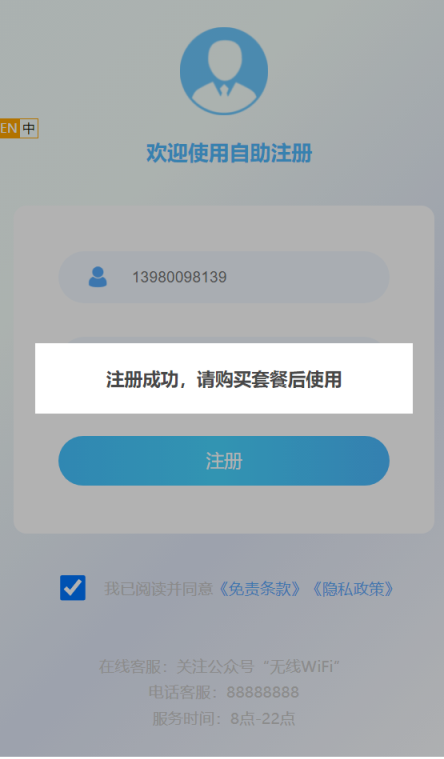 EN 中
欢迎使用自助注册
13980098139
注册成功，请购买套餐后使用
注册
我已阅读并同意《免责条款》《隐私政策》
在线客服：关注公众号“无线WiFi”
电话客服：88888888
服务时间：8点-22点